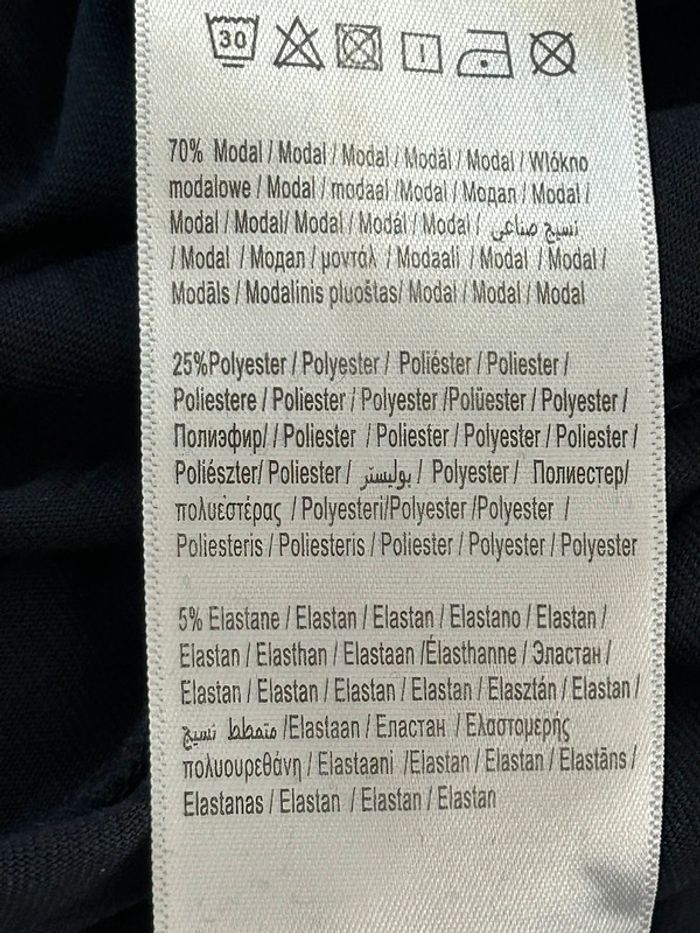 30
70% Modal / Modal / Modal / Modál / Modal / Wlókno
modalowe / Modal / modaal /Modal / Модал / Modal /
Modal / Modal/ Modal / Modál / Modal / نسيج صناعي
/ Modal / Модал / μοντάλ / Modaali / Modal / Modal /
Modāls / Modalinis pluoštas/ Modal / Modal / Modal
25%Polyester / Polyester / Poliéster / Poliester /
Poliestere / Poliester / Polyester /Polüester / Polyester /
Полиэфир/ / Poliester / Poliester / Polyester / Poliester /
Poliészter/ Poliester / بوليستر / Polyester / Полиестер/
πολυέστέρας / Polyesteri/Polyester /Polyester /
Poliesteris / Poliesteris / Poliester / Polyester / Polyester
5% Elastane / Elastan / Elastan / Elastano / Elastan /
Elastan / Elasthan / Elastaan /Élasthanne / Эластан /
Elastan / Elastan / Elastan / Elastan / Elasztán / Elastan /
متمطط نسيج /Elastaan / Еластан / Ελαστομερής
πολυουρεθάνη / Elastaani /Elastan / Elastan / Elastāns /
Elastanas / Elastan / Elastan / Elastan